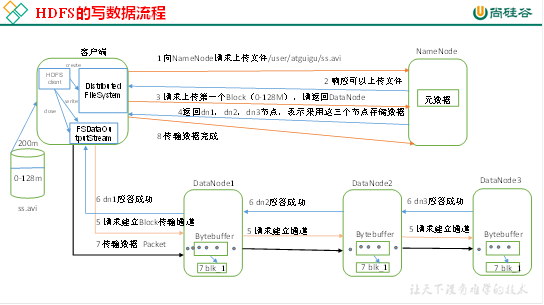 HDFS的写数据流程
尚硅谷
客户端
create
HDFS
client
Distributed
FileSystem
write
close
FSDataOu
tputStream
200m
0-128m
ss.avi
1 向NameNode请求上传文件/user/atguigu/ss.avi
2 响应可以上传文件
3 请求上传第一个Block（0-128M），请返回DataNode
4返回dn1，dn2，dn3节点，表示采用这三个节点存储数据
8 传输数据完成
NameNode
元数据
6 dn1应答成功
5 请求建立Block传输通道
7 传输数据 Packet
DataNode1
Bytebuffer
7 blk_1
6 dn2应答成功
5 请求建立通道
DataNode2
Bytebuffer
7 blk_1
6 dn3应答成功
5 请求建立通道
DataNode3
Bytebuffer
7 blk_1
让天下没有难学的技术